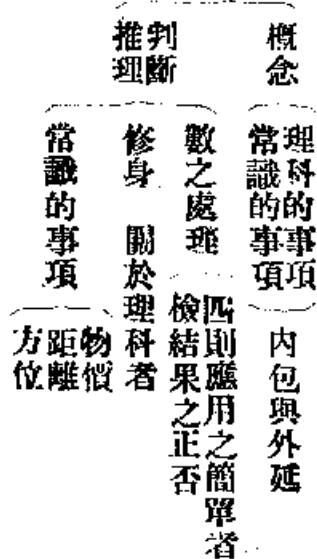 概念
理科的事項
常識的事項
內包與外延
判斷
推理
數之處理
四則應用之簡單者
檢結果之正否
修身　關於理科者
常識的事項
物價
距離
方位